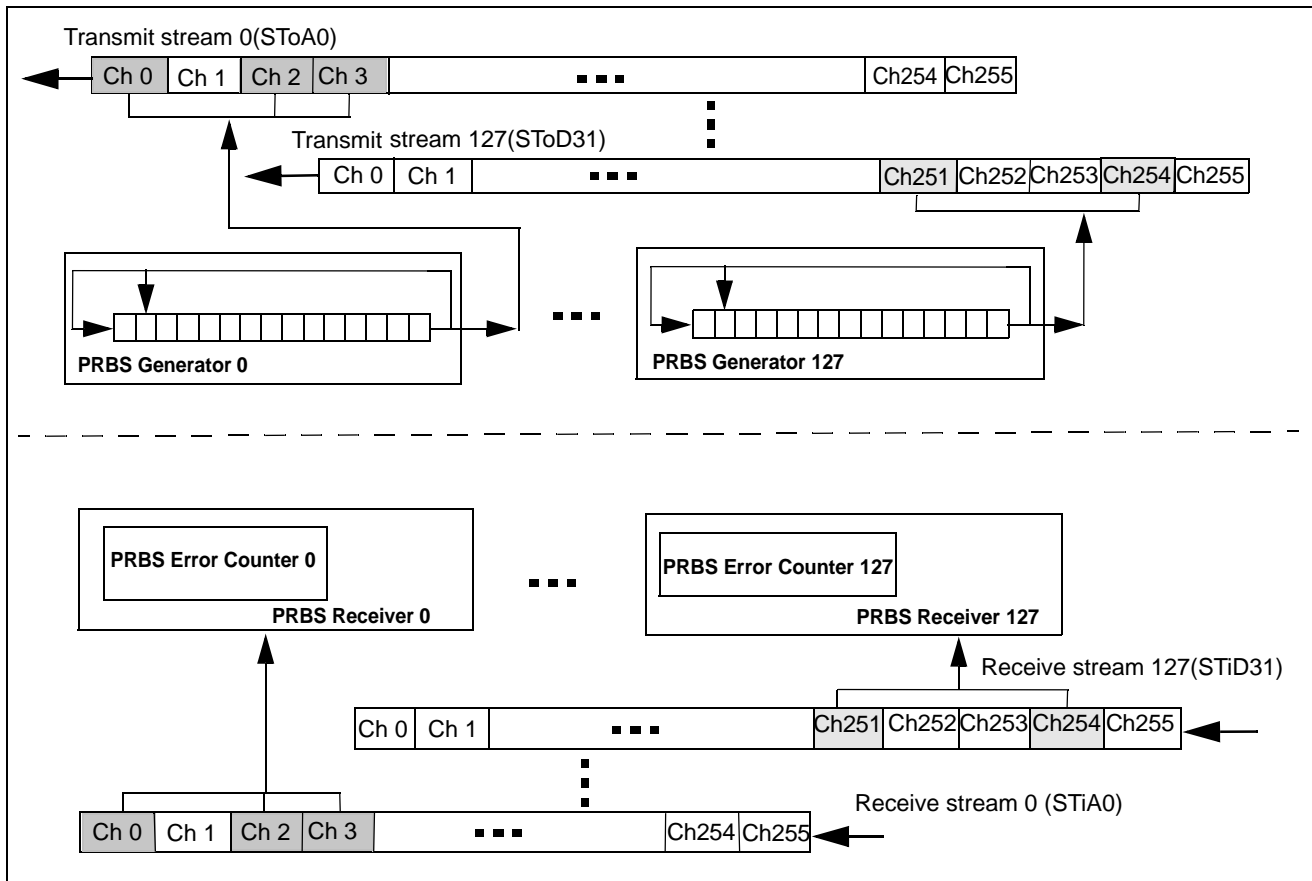 Transmit stream 0(SToA0)
Ch 0 Ch 1 Ch 2 Ch 3 Ch254 Ch255
Transmit stream 127(SToD31)
Ch 0 Ch 1 Ch251 Ch252 Ch253 Ch254 Ch255
PRBS Generator 0
PRBS Generator 127
PRBS Error Counter 0
PRBS Receiver 0
PRBS Error Counter 127
PRBS Receiver 127
Receive stream 127(STiD31)
Ch 0 Ch 1 Ch251 Ch252 Ch253 Ch254 Ch255
Receive stream 0 (STiA0)
Ch 0 Ch 1 Ch 2 Ch 3 Ch254 Ch255